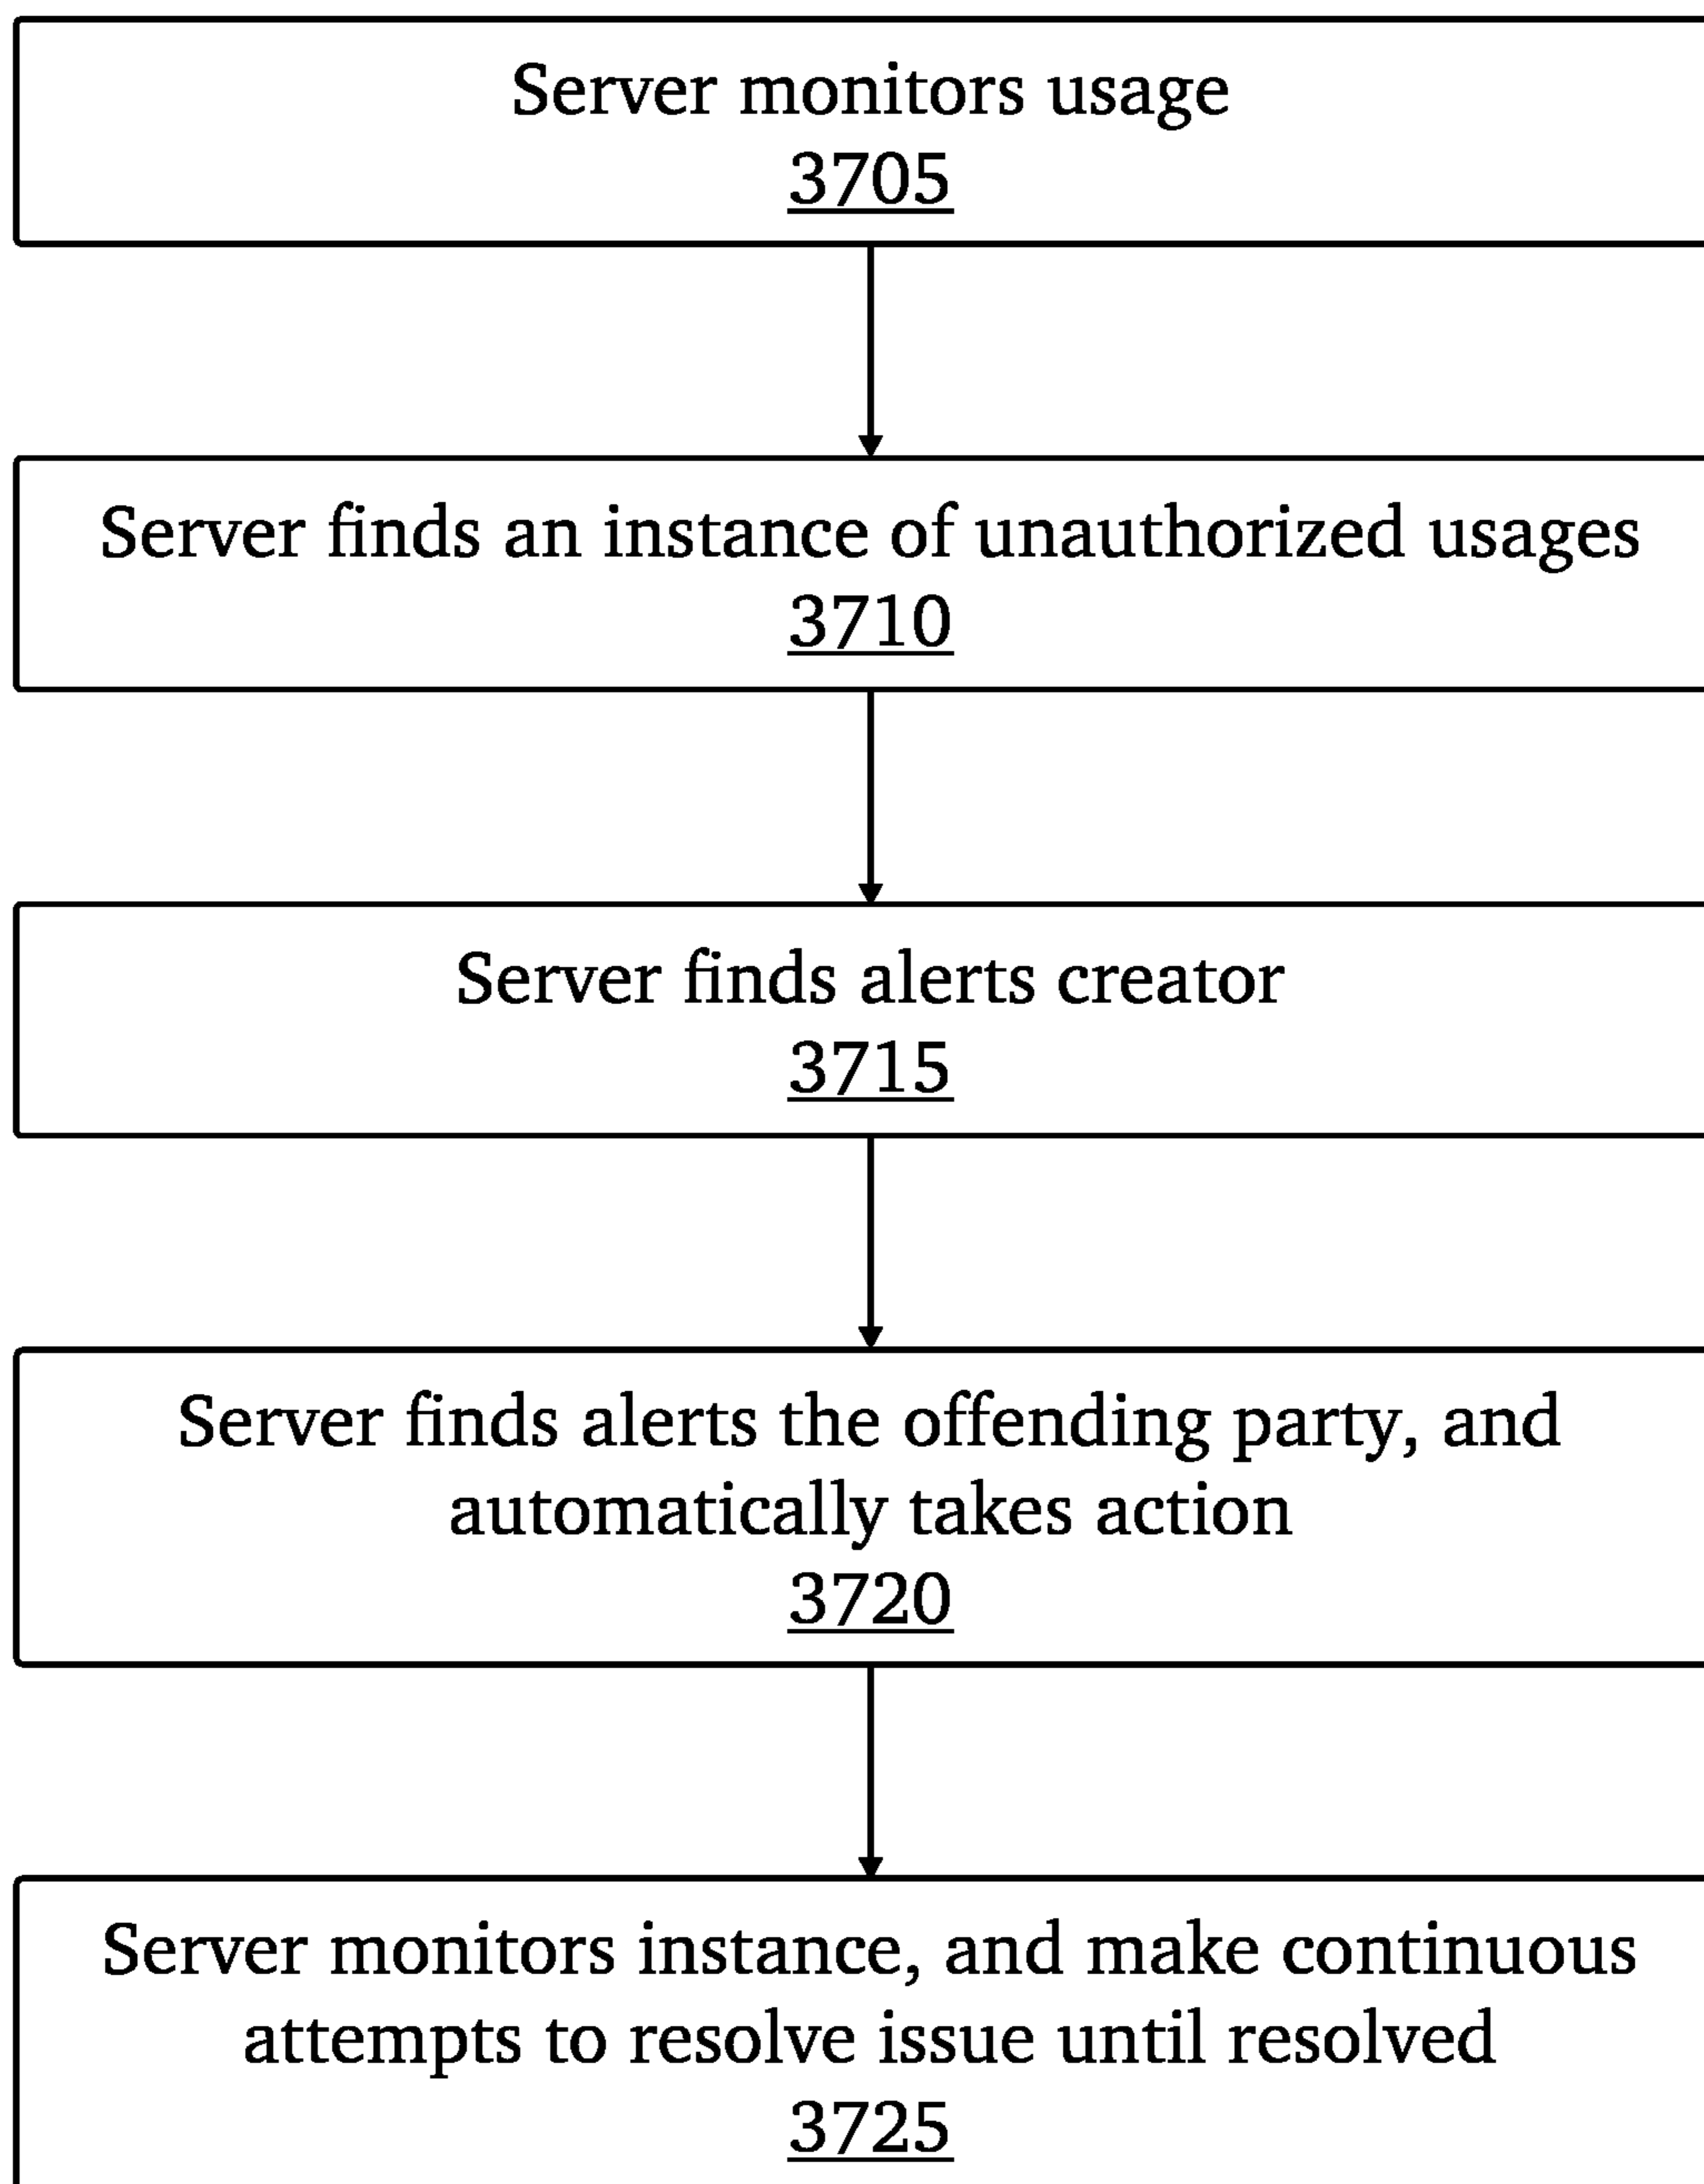 Server monitors usage
3705
Server finds an instance of unauthorized usages
3710
Server finds alerts creator
3715
Server finds alerts the offending party, and
automatically takes action
3720
Server monitors instance, and make continuous
attempts to resolve issue until resolved
3725